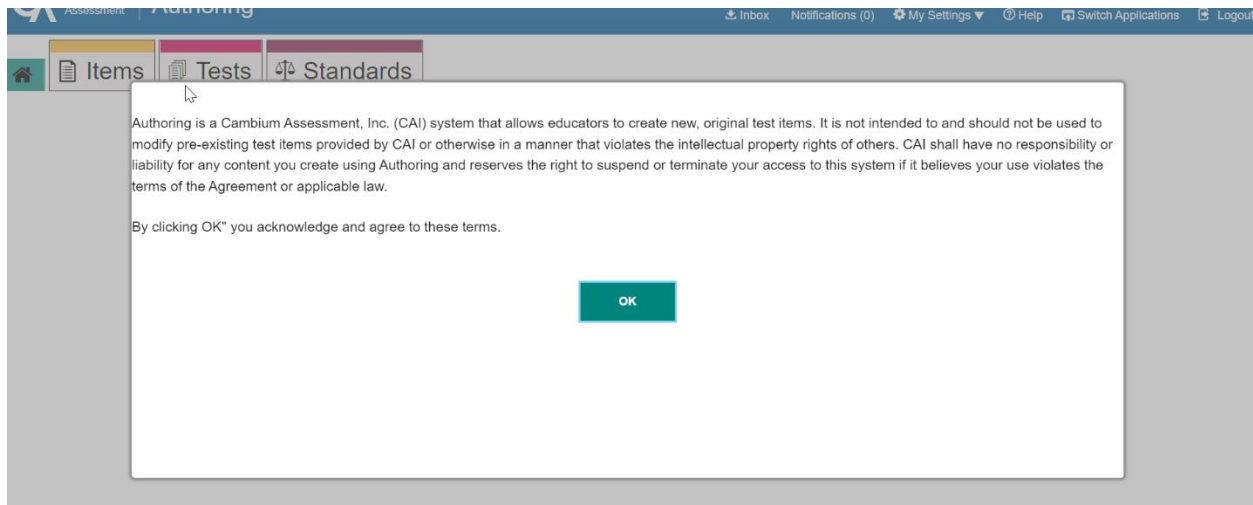 Assessment Authoring
Inbox Notifications (0) My Settings Help Switch Applications Logout
Items Tests Standards
Authoring is a Cambium Assessment, Inc. (CAI) system that allows educators to create new, original test items. It is not intended to and should not be used to
modify pre-existing test items provided by CAI or otherwise in a manner that violates the intellectual property rights of others. CAI shall have no responsibility or
liability for any content you create using Authoring and reserves the right to suspend or terminate your access to this system if it believes your use violates the
terms of the Agreement or applicable law.
By clicking OK" you acknowledge and agree to these terms.
OK